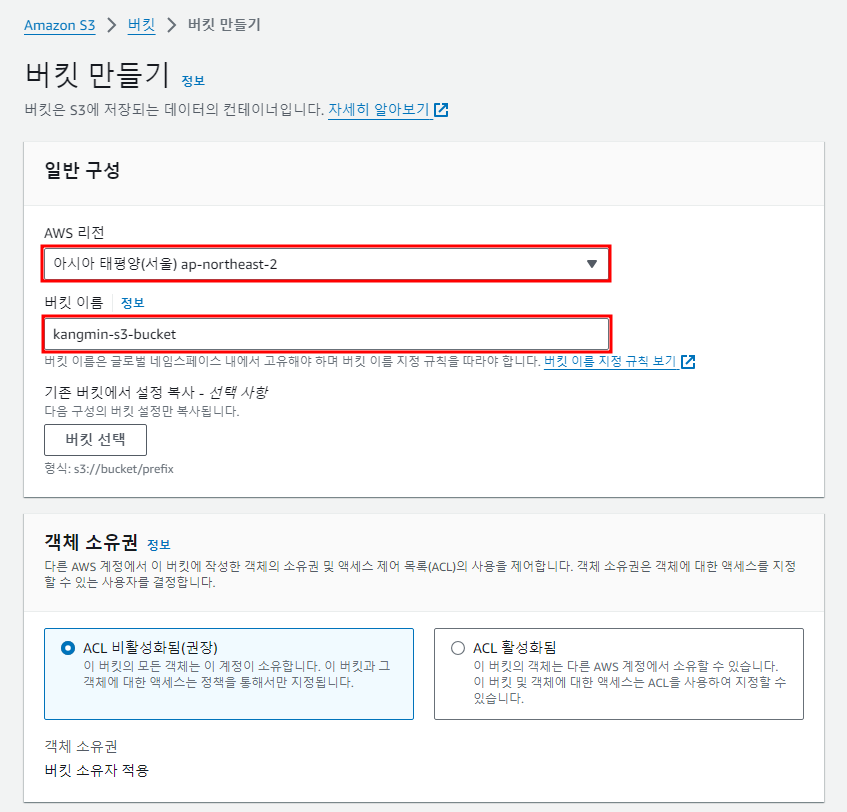 Amazon S3 > 버킷 > 버킷 만들기
버킷 만들기 정보
버킷은 S3에 저장되는 데이터의 컨테이너입니다. 자세히 알아보기
일반 구성
AWS 리전
아시아 태평양(서울) ap-northeast-2
버킷 이름 정보
kangmin-s3-bucket
버킷 이름은 글로벌 네임스페이스 내에서 고유해야 하며 버킷 이름 지정 규칙을 따라야 합니다. 버킷 이름 지정 규칙 보기
기존 버킷에서 설정 복사 - 선택 사항
다음 구성의 버킷 설정만 복사됩니다.
버킷 선택
형식: s3://bucket/prefix
객체 소유권 정보
다른 AWS 계정에서 이 버킷에 작성한 객체의 소유권 및 액세스 제어 목록(ACL)의 사용을 제어합니다. 객체 소유권은 객체에 대한 액세스를 지정
할 수 있는 사용자를 결정합니다.
ACL 비활성화됨(권장)
이 버킷의 모든 객체는 이 계정이 소유합니다. 이 버킷과 그
객체에 대한 액세스는 정책을 통해서만 지정됩니다.
ACL 활성화됨
이 버킷의 객체는 다른 AWS 계정에서 소유할 수 있습니다.
이 버킷 및 객체에 대한 액세스는 ACL을 사용하여 지정할 수
있습니다.
객체 소유권
버킷 소유자 적용